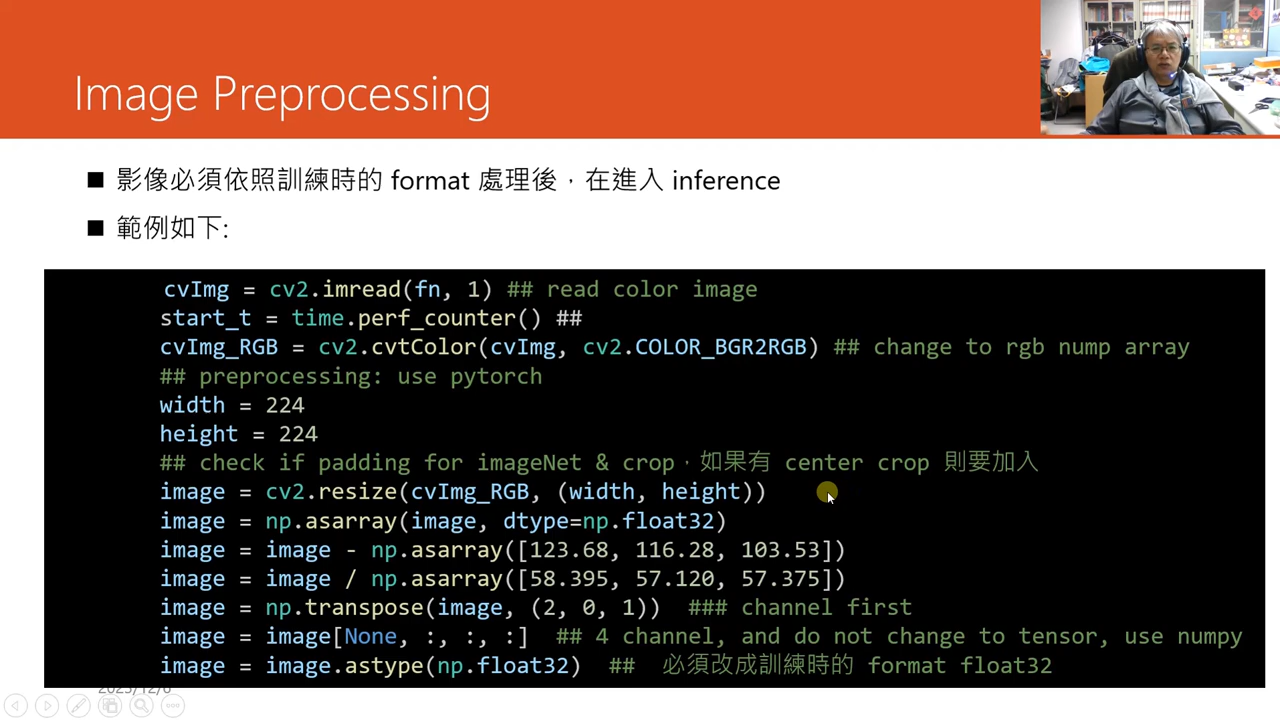 Image Preprocessing
■ 影像必須依照訓練時的 format 處理後，在進入 inference
■ 範例如下:
cvImg = cv2.imread(fn, 1) ## read color image
start_t = time.perf_counter() ##
cvImg_RGB = cv2.cvtColor(cvImg, cv2.COLOR_BGR2RGB) ## change to rgb nump array
## preprocessing: use pytorch
width = 224
height = 224
## check if padding for imageNet & crop，如果有 center crop 則要加入
image = cv2.resize(cvImg_RGB, (width, height))
image = np.asarray(image, dtype=np.float32)
image = image - np.asarray([123.68, 116.28, 103.53])
image = image / np.asarray([58.395, 57.120, 57.375])
image = np.transpose(image, (2, 0, 1)) ### channel first
image = image[None, :, :, :] ## 4 channel, and do not change to tensor, use numpy
image = image.astype(np.float32) ## 必須改成訓練時的 format float32
2023/12/6